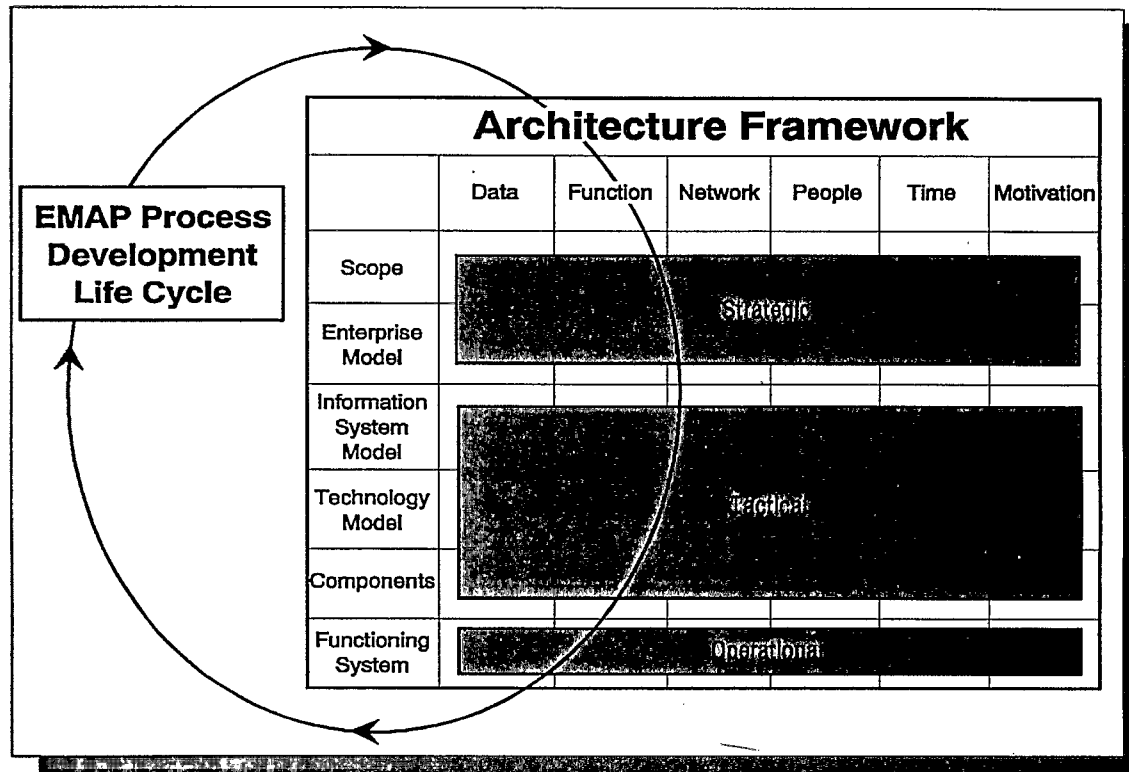 Architecture Framework
Data Function Network People Time Motivation
EMAP Process
Development
Life Cycle
Scope
Strategic
Enterprise
Model
Information
System
Model
Technology
Model
Tactical
Components
Functioning
System
Operational